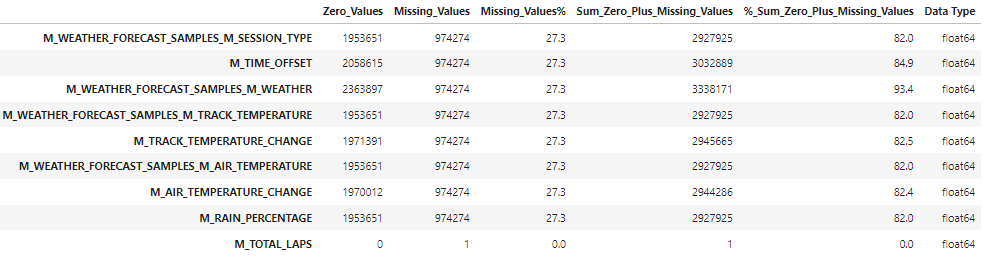 Zero_Values Missing_Values Missing_Values% Sum_Zero_Plus_Missing_Values %_Sum_Zero_Plus_Missing_Values Data Type
M_WEATHER_FORECAST_SAMPLES_M_SESSION_TYPE 1953651 974274 27.3 2927925 82.0 float64
M_TIME_OFFSET 2058615 974274 27.3 3032889 84.9 float64
M_WEATHER_FORECAST_SAMPLES_M_WEATHER 2363897 974274 27.3 3338171 93.4 float64
M_WEATHER_FORECAST_SAMPLES_M_TRACK_TEMPERATURE 1953651 974274 27.3 2927925 82.0 float64
M_TRACK_TEMPERATURE_CHANGE 1971391 974274 27.3 2945665 82.5 float64
M_WEATHER_FORECAST_SAMPLES_M_AIR_TEMPERATURE 1953651 974274 27.3 2927925 82.0 float64
M_AIR_TEMPERATURE_CHANGE 1970012 974274 27.3 2944286 82.4 float64
M_RAIN_PERCENTAGE 1953651 974274 27.3 2927925 82.0 float64
M_TOTAL_LAPS 0 1 0.0 1 0.0 float64